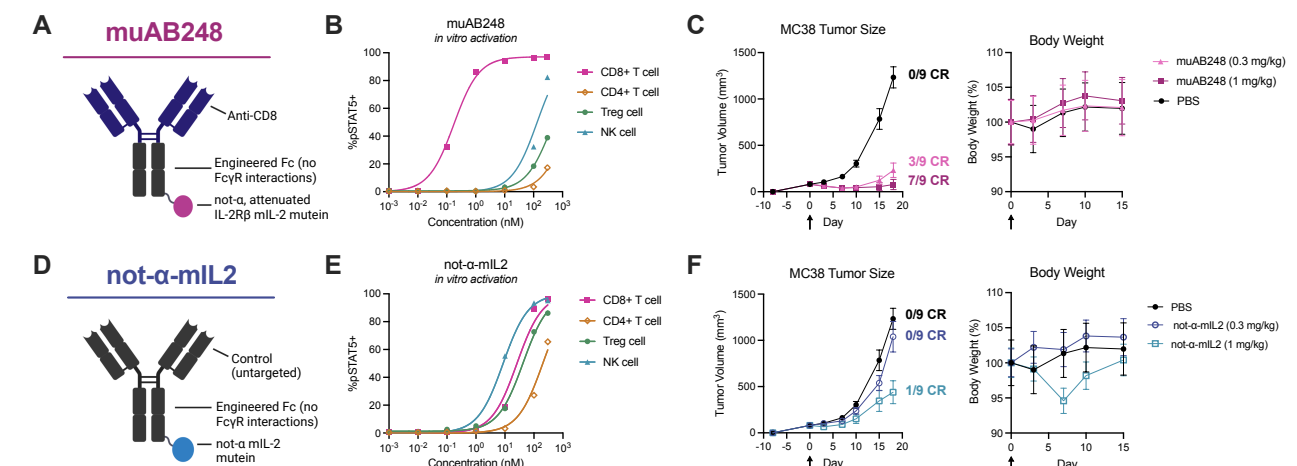 A
muAB248
Anti-CD8
Engineered Fc (no
FcγR interactions)
not-α, attenuated
IL-2Rβ mIL-2 mutein
B
muAB248
in vitro activation
%pSTAT5+
100
80
60
40
20
0
10-3
10-2
10-1
100
101
102
103
Concentration (nM)
CD8+ T cell
CD4+ T cell
Treg cell
NK cell
C
MC38 Tumor Size
Tumor Volume (mm3)
1500
1000
500
0
-10
-5
0
5
10
15
20
Day
0/9 CR
3/9 CR
7/9 CR
Body Weight
Body Weight (%)
110
105
100
95
90
0
5
10
15
Day
muAB248 (0.3 mg/kg)
muAB248 (1 mg/kg)
PBS
D
not-α-mIL2
Control
(untargeted)
Engineered Fc (no
FcγR interactions)
not-α mIL-2
mutein
E
not-α-mIL2
in vitro activation
%pSTAT5+
100
80
60
40
20
0
10-3
10-2
10-1
100
101
102
103
Concentration (nM)
CD8+ T cell
CD4+ T cell
Treg cell
NK cell
F
MC38 Tumor Size
Tumor Volume (mm3)
1500
1000
500
0
-10
-5
0
5
10
15
20
Day
0/9 CR
0/9 CR
1/9 CR
Body Weight
Body Weight (%)
110
105
100
95
90
0
5
10
15
Day
PBS
not-α-mIL2 (0.3 mg/kg)
not-α-mIL2 (1 mg/kg)